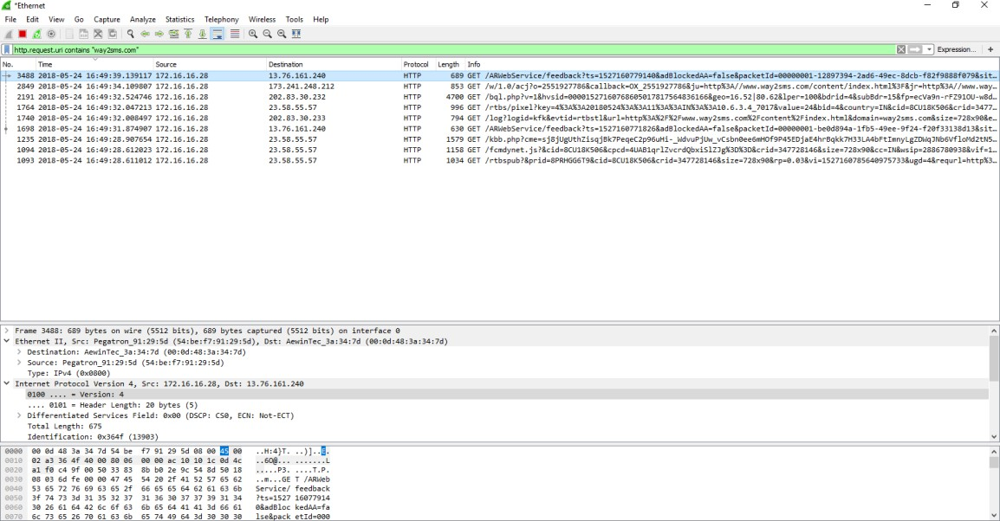 *Ethernet
File Edit View Go Capture Analyze Statistics Telephony Wireless Tools Help
http.request.uri contains "way2sms.com"
Expression... +
No. Time Source Destination Protocol Length Info
3488 2018-05-24 16:49:39.139117 172.16.16.28 13.76.161.240 HTTP 689 GET /ARWebService/feedback?ts=1527160779140&adBlockedAA=false&packetId=00000001-12897394-2ad6-49ec-8dcb-f82f9888f079&sit...
2849 2018-05-24 16:49:34.109807 172.16.16.28 173.241.248.212 HTTP 853 GET /w/1.0/acj?o=2551927786&callback=OX_2551927786&ju=http%3A//www.way2sms.com/content/index.html%3F&jr=http%3A//www.way...
2191 2018-05-24 16:49:32.524746 172.16.16.28 202.83.30.232 HTTP 4700 GET /bql.php?v=1&hvsid=00001527160768605017817564836166&geo=16.52|80.62&lper=100&bdrid=4&subBdr=15&fp=ecVa9n-rFZ91OU-w8d...
1764 2018-05-24 16:49:32.047213 172.16.16.28 23.58.55.57 HTTP 996 GET /rtbs/pixel?key=4%3A%3A20180524%3A%3A11%3A%3AIN%3A%3A10.6.3.4_7017&value=24&bid=4&country=IN&cid=8CU18K506&crid=3477...
1740 2018-05-24 16:49:32.008497 172.16.16.28 202.83.30.233 HTTP 794 GET /log?logid=kfk&evtid=rtbstl&url=http%3A%2F%2Fwww.way2sms.com%2Fcontent%2Findex.html&domain=way2sms.com&size=728x90&e...
1698 2018-05-24 16:49:31.874907 172.16.16.28 13.76.161.240 HTTP 630 GET /ARWebService/feedback?ts=1527160771826&adBlockedAA=false&packetId=00000001-be0d894a-1fb5-49ee-9f24-f20f33138d13&sit...
1235 2018-05-24 16:49:28.907654 172.16.16.28 23.58.55.57 HTTP 1579 GET /kbb.php?cme=sj8jUgUthZisqjBk7PeqeC2p96uHi-_WdvuPjUw_vCsbn0ee6mHOf9P45EDjaE4hrBqkk7H33LA4bFtImnyLgZDWqJNb6VfloMd2tN5...
1094 2018-05-24 16:49:28.612023 172.16.16.28 23.58.55.57 HTTP 1158 GET /fcmdynet.js?&cid=8CU18K506&cpcd=4UAB1qrlZvcrdQbxiSlZJg%3D%3D&crid=347728146&size=728x90&cc=IN&wsip=2886780938&vif=1...
1093 2018-05-24 16:49:28.611012 172.16.16.28 23.58.55.57 HTTP 1034 GET /rtbspub?&prid=8PRHGG6T9&cid=8CU18K506&crid=347728146&size=728x90&rp=0.03&vi=1527160785640975733&ugd=4&requrl=http%3...
Frame 3488: 689 bytes on wire (5512 bits), 689 bytes captured (5512 bits) on interface 0
Ethernet II, Src: Pegatron_91:29:5d (54:be:f7:91:29:5d), Dst: AewinTec_3a:34:7d (00:0d:48:3a:34:7d)
Destination: AewinTec_3a:34:7d (00:0d:48:3a:34:7d)
Source: Pegatron_91:29:5d (54:be:f7:91:29:5d)
Type: IPv4 (0x0800)
Internet Protocol Version 4, Src: 172.16.16.28, Dst: 13.76.161.240
0100 .... = Version: 4
.... 0101 = Header Length: 20 bytes (5)
Differentiated Services Field: 0x00 (DSCP: CS0, ECN: Not-ECT)
Total Length: 675
Identification: 0x364f (13903)
0000 00 0d 48 3a 34 7d 54 be f7 91 29 5d 08 00 45 00 ..H:4}T. ..)]..E.
0010 02 a3 36 4f 40 00 80 06 00 00 ac 10 10 1c 0d 4c ..6O@... .......L
0020 a1 f0 c4 9f 00 50 33 83 8b b0 2e 9c 54 8d 50 18 .....P3. ....T.P.
0030 08 03 6d fe 00 00 47 45 54 20 2f 41 52 57 65 62 ..m...GE T /ARWeb
0040 53 65 72 76 69 63 65 2f 66 65 65 64 62 61 63 6b Service/ feedback
0050 3f 74 73 3d 31 35 32 37 31 36 30 37 37 39 31 34 ?ts=1527 16077914
0060 30 26 61 64 42 6c 6f 63 6b 65 64 41 41 3d 66 61 0&adBloc kedAA=fa
0070 6c 73 65 26 70 61 63 6b 65 74 49 64 3d 30 30 30 lse&pack etId=000